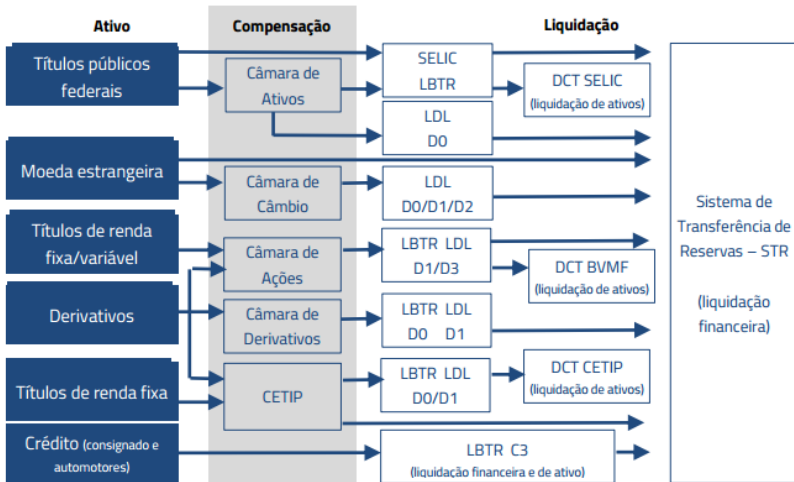 Ativo
Compensação
Liquidação
Títulos públicos
federais
Câmara de
Ativos
SELIC
LBTR
DCT SELIC
(liquidação de ativos)
LDL
D0
Moeda estrangeira
Câmara de
Câmbio
LDL
D0/D1/D2
Títulos de renda
fixa/variável
Câmara de
Ações
LBTR LDL
D1/D3
DCT BVMF
(liquidação de ativos)
Derivativos
Câmara de
Derivativos
LBTR LDL
D0 D1
Títulos de renda fixa
CETIP
LBTR LDL
D0/D1
DCT CETIP
(liquidação de ativos)
Crédito (consignado e
automotores)
LBTR C3
(liquidação financeira e de ativo)
Sistema de
Transferência de
Reservas – STR
(liquidação
financeira)